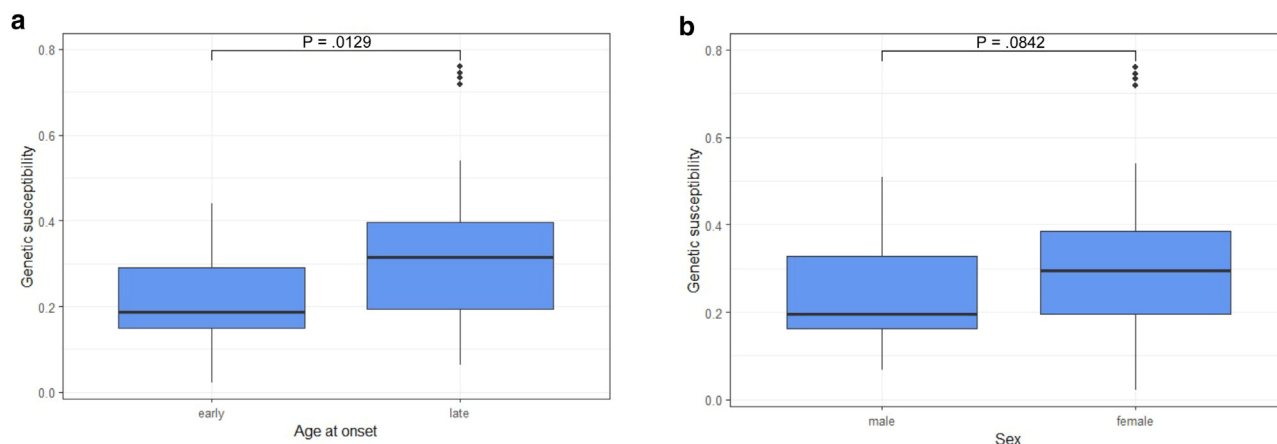 a
P = .0129
0.8
0.6
0.4
0.2
0.0
Genetic susceptibility
early late
Age at onset
b
P = .0842
0.8
0.6
0.4
0.2
0.0
Genetic susceptibility
male female
Sex